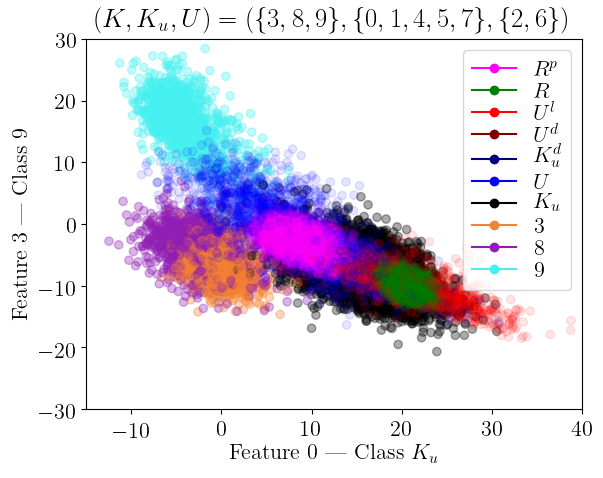 (K, K_u, U) = ({3, 8, 9}, {0, 1, 4, 5, 7}, {2, 6})
30
20
10
0
−10
−20
−30
Feature 3 — Class 9
R^p
R
U^l
U^d
K_u^d
U
K_u
3
8
9
−10
0
10
20
30
40
Feature 0 — Class K_u